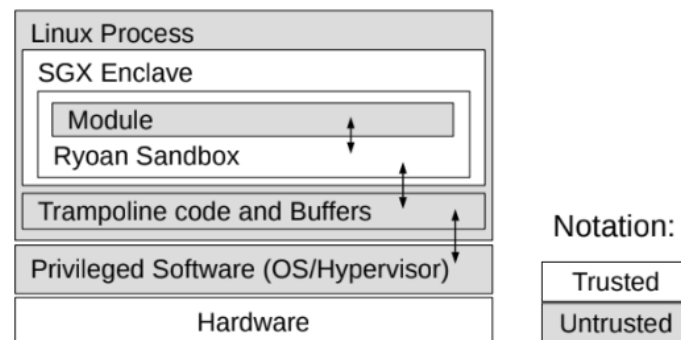 Linux Process
SGX Enclave
Module
Ryoan Sandbox
Trampoline code and Buffers
Privileged Software (OS/Hypervisor)
Hardware
Notation:
Trusted
Untrusted